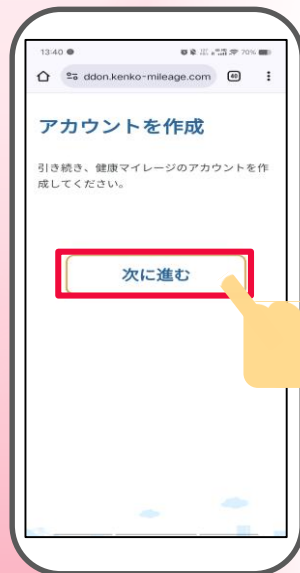 13:40
70%
ddon.kenko-mileage.com
アカウントを作成
引き続き、健康マイレージのアカウントを作
成してください。
次に進む